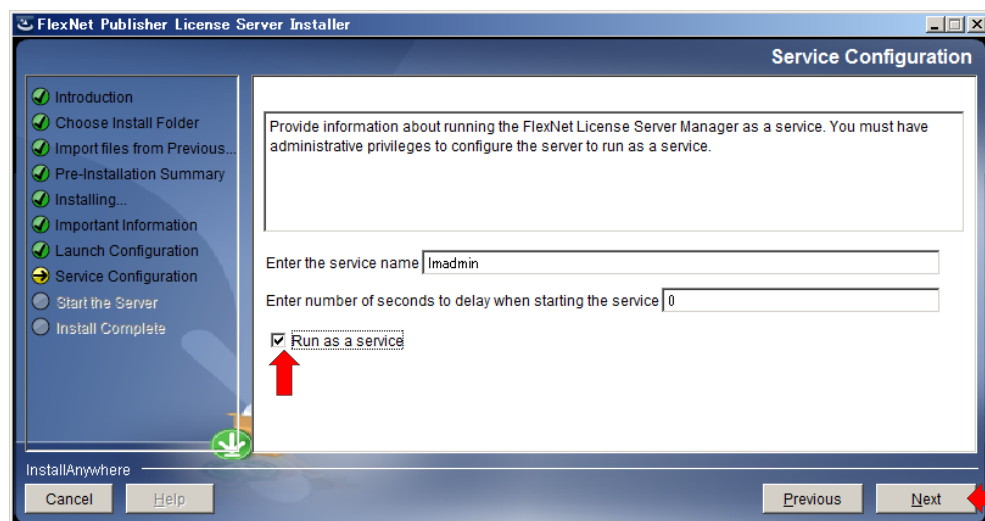 FlexNet Publisher License Server Installer
Service Configuration
Introduction
Choose Install Folder
Import files from Previous...
Pre-Installation Summary
Installing...
Important Information
Launch Configuration
Service Configuration
Start the Server
Install Complete
Provide information about running the FlexNet License Server Manager as a service. You must have
administrative privileges to configure the server to run as a service.
Enter the service name lmadmin
Enter number of seconds to delay when starting the service 0
Run as a service
InstallAnywhere
Cancel Help Previous Next